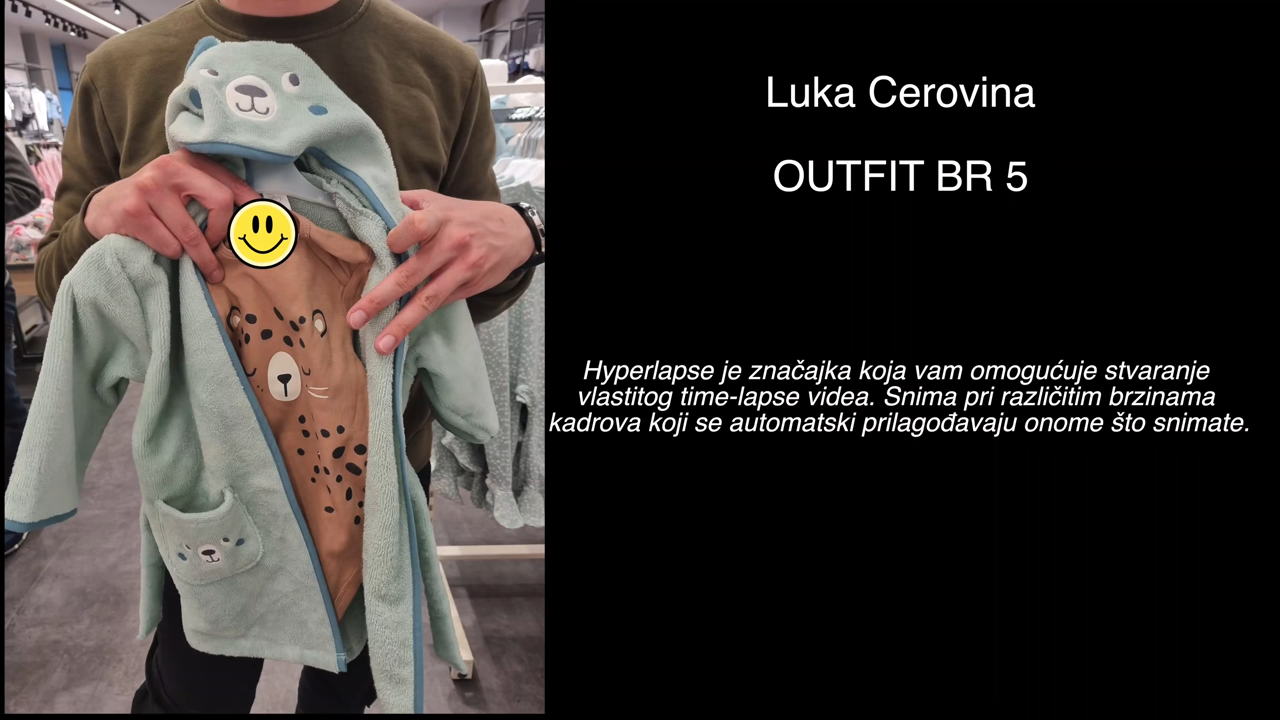 Luka Cerovina
OUTFIT BR 5
Hyperlapse je značajka koja vam omogućuje stvaranje
vlastitog time-lapse videa. Snima pri različitim brzinama
kadrova koji se automatski prilagođavaju onome što snimate.